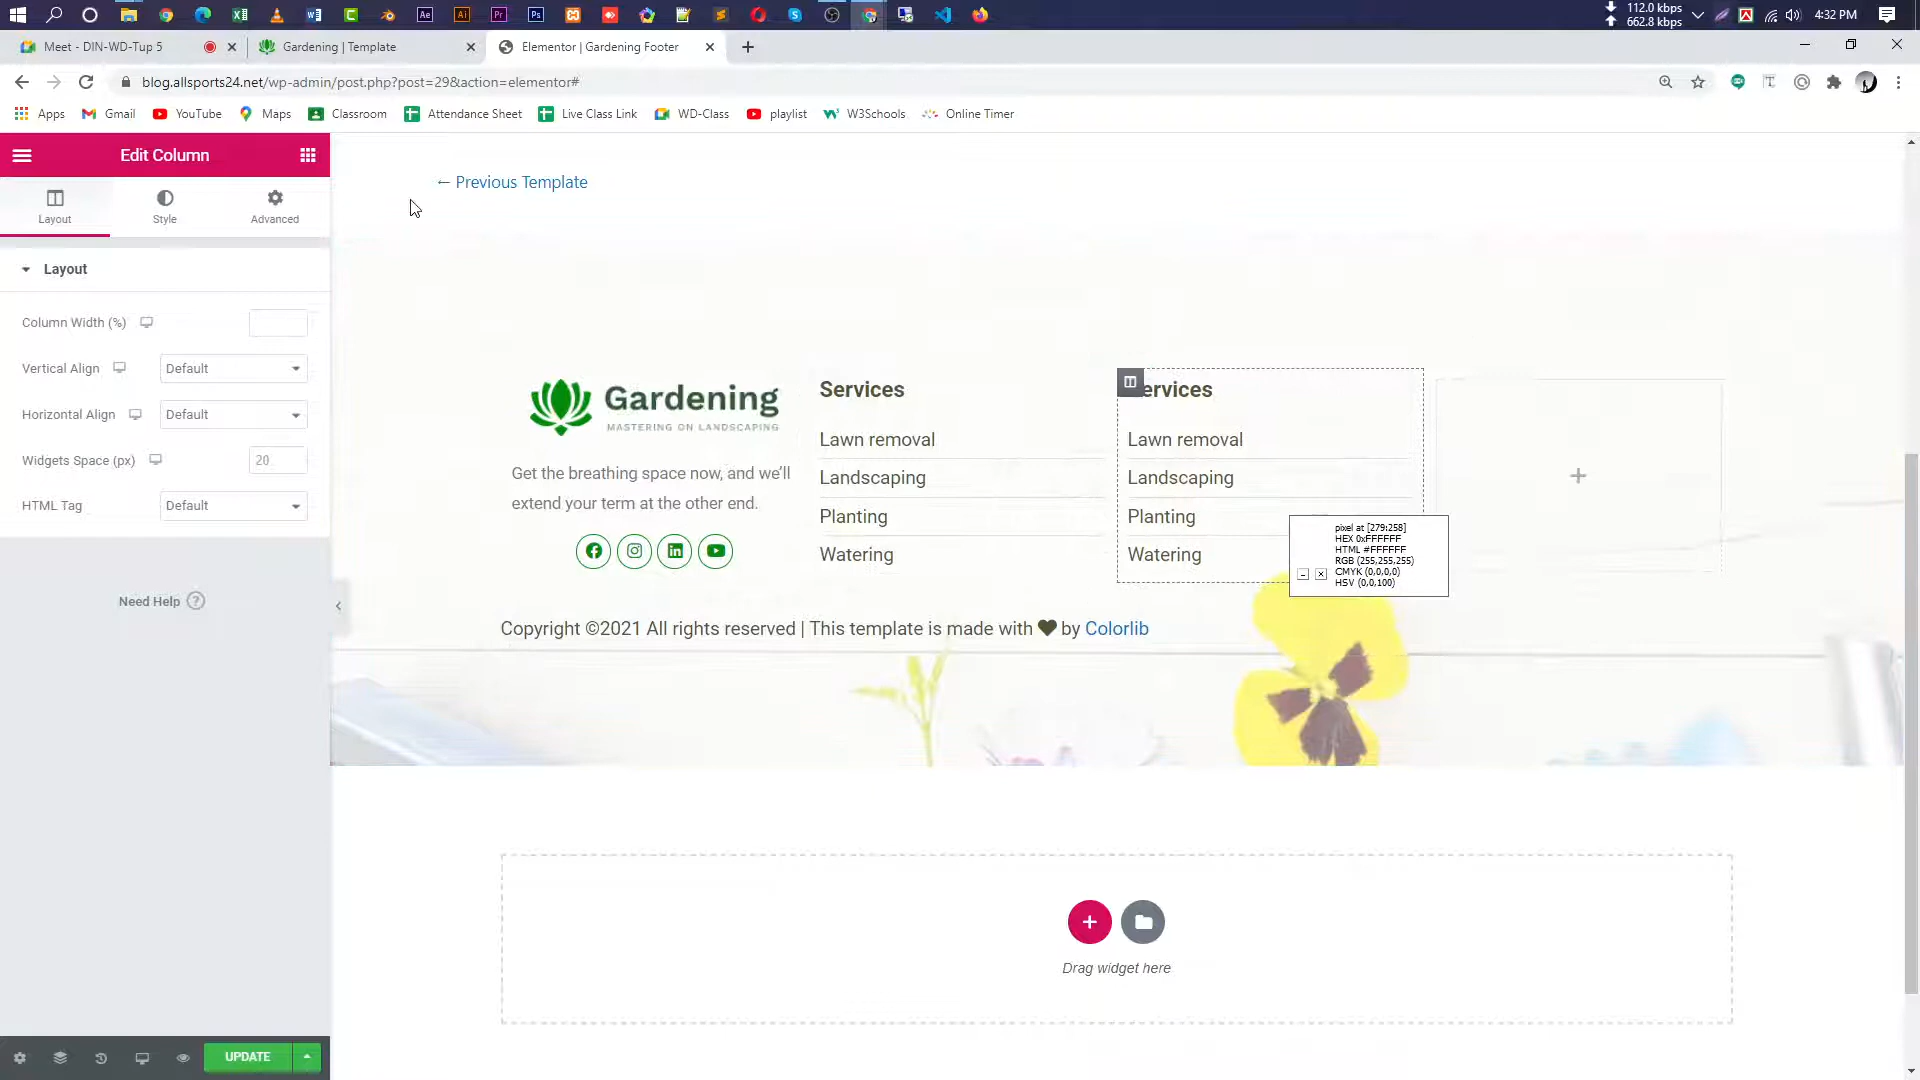 112.0 kbps
662.8 kbps
4:32 PM
Meet - DIN-WD-Tup 5
Gardening | Template
Elementor | Gardening Footer
blog.allsports24.net/wp-admin/post.php?post=29&action=elementor#
Apps
Gmail
YouTube
Maps
Classroom
Attendance Sheet
Live Class Link
WD-Class
playlist
W3Schools
Online Timer
Edit Column
Layout
Style
Advanced
Layout
Column Width (%)
Vertical Align
Default
Horizontal Align
Default
Widgets Space (px)
20
HTML Tag
Default
Need Help ?
UPDATE
← Previous Template
Gardening
MASTERING ON LANDSCAPING
Get the breathing space now, and we'll
extend your term at the other end.
Services
Lawn removal
Landscaping
Planting
Watering
ervices
Lawn removal
Landscaping
Planting
Watering
pixel at [279:258]
HEX 0xFFFFFF
HTML #FFFFFF
RGB (255,255,255)
CMYK (0,0,0,0)
HSV (0,0,100)
Copyright ©2021 All rights reserved | This template is made with ♥ by Colorlib
Drag widget here